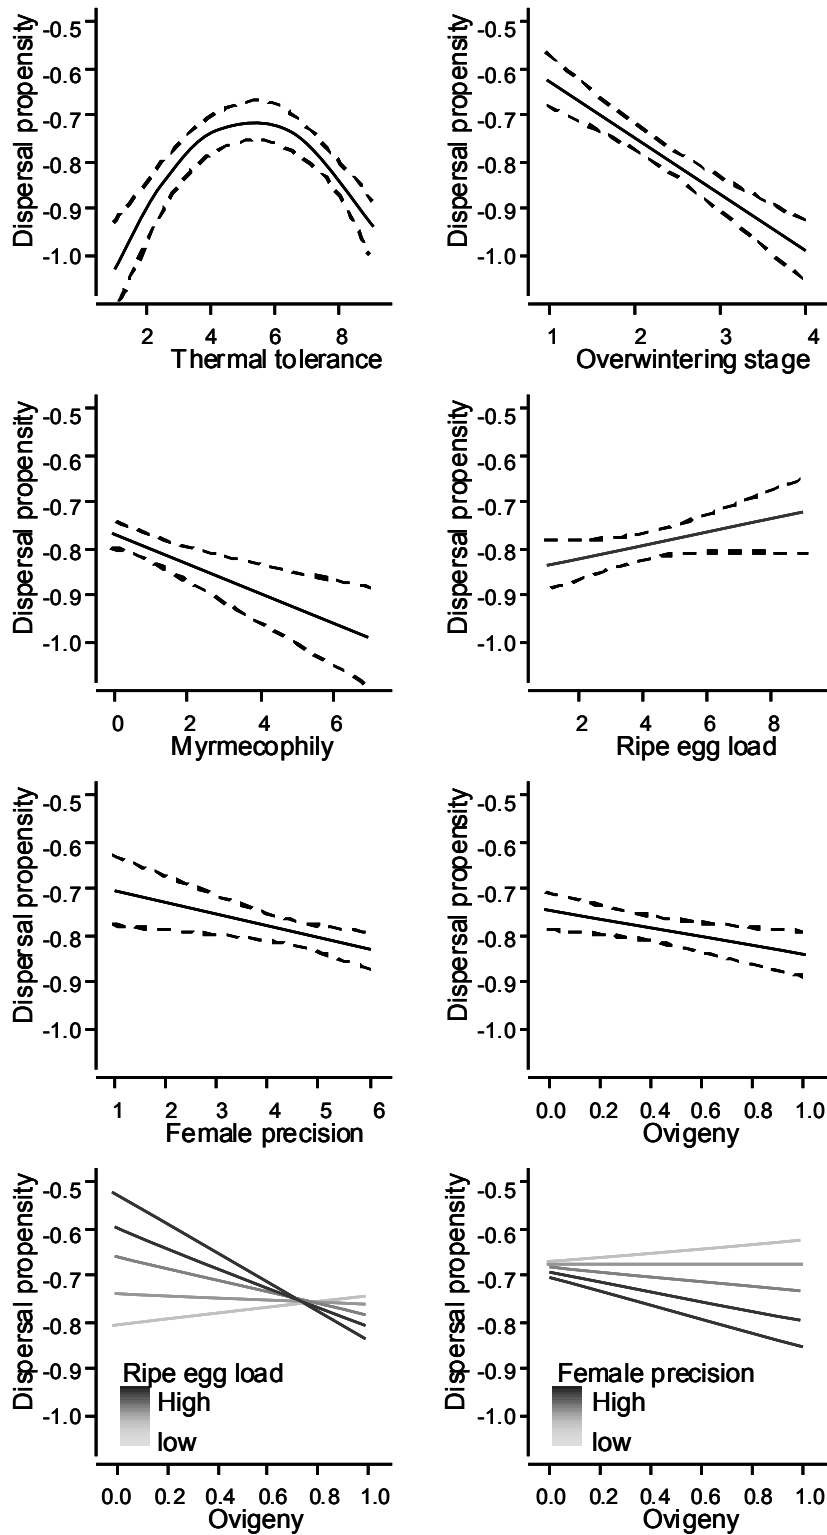 Dispersal propensity
-0.5
-0.6
-0.7
-0.8
-0.9
-1.0
2 4 6 8
Thermal tolerance
Dispersal propensity
-0.5
-0.6
-0.7
-0.8
-0.9
-1.0
1 2 3 4
Overwintering stage
Dispersal propensity
-0.5
-0.6
-0.7
-0.8
-0.9
-1.0
0 2 4 6
Myrmecophily
Dispersal propensity
-0.5
-0.6
-0.7
-0.8
-0.9
-1.0
2 4 6 8
Ripe egg load
Dispersal propensity
-0.5
-0.6
-0.7
-0.8
-0.9
-1.0
1 2 3 4 5 6
Female precision
Dispersal propensity
-0.5
-0.6
-0.7
-0.8
-0.9
-1.0
0.0 0.2 0.4 0.6 0.8 1.0
Ovigeny
Dispersal propensity
-0.5
-0.6
-0.7
-0.8
-0.9
-1.0
Ripe egg load
High
low
0.0 0.2 0.4 0.6 0.8 1.0
Ovigeny
Dispersal propensity
-0.5
-0.6
-0.7
-0.8
-0.9
-1.0
Female precision
High
low
0.0 0.2 0.4 0.6 0.8 1.0
Ovigeny